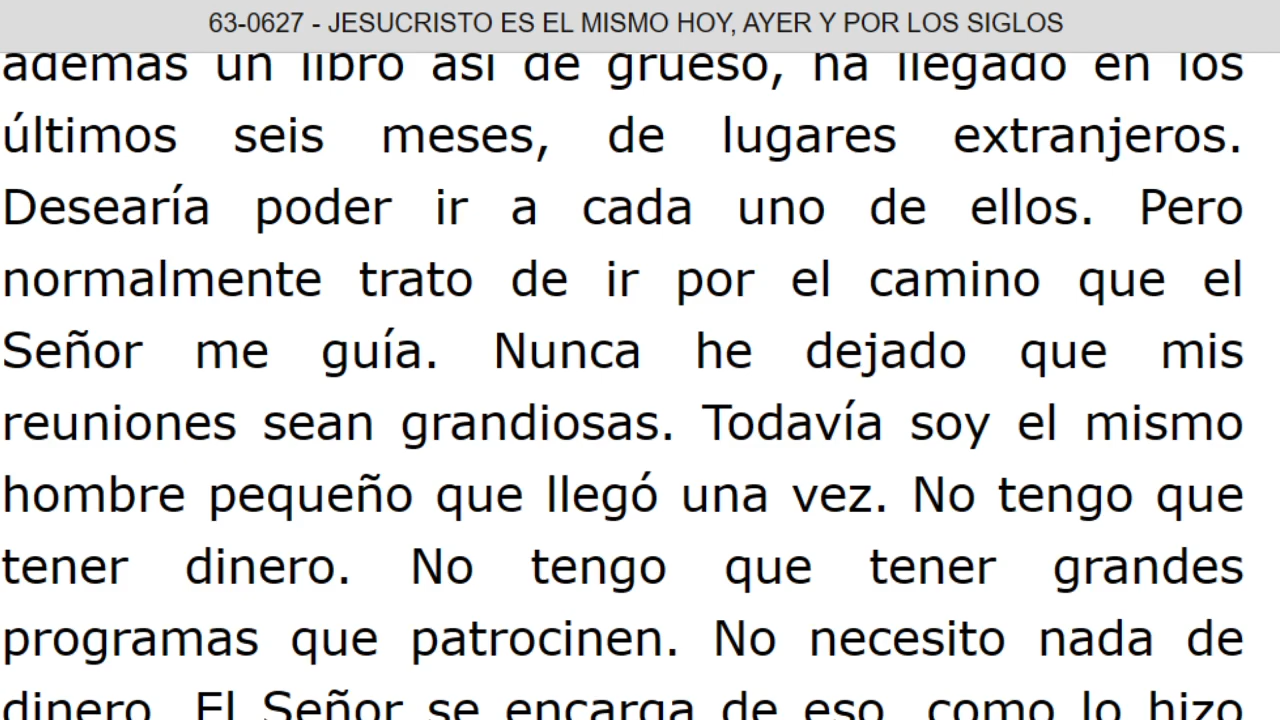 63-0627 - JESUCRISTO ES EL MISMO HOY, AYER Y POR LOS SIGLOS
además un libro así de grueso, ha llegado en los
últimos seis meses, de lugares extranjeros.
Desearía poder ir a cada uno de ellos. Pero
normalmente trato de ir por el camino que el
Señor me guía. Nunca he dejado que mis
reuniones sean grandiosas. Todavía soy el mismo
hombre pequeño que llegó una vez. No tengo que
tener dinero. No tengo que tener grandes
programas que patrocinen. No necesito nada de
dinero. El Señor se encarga de eso, como lo hizo